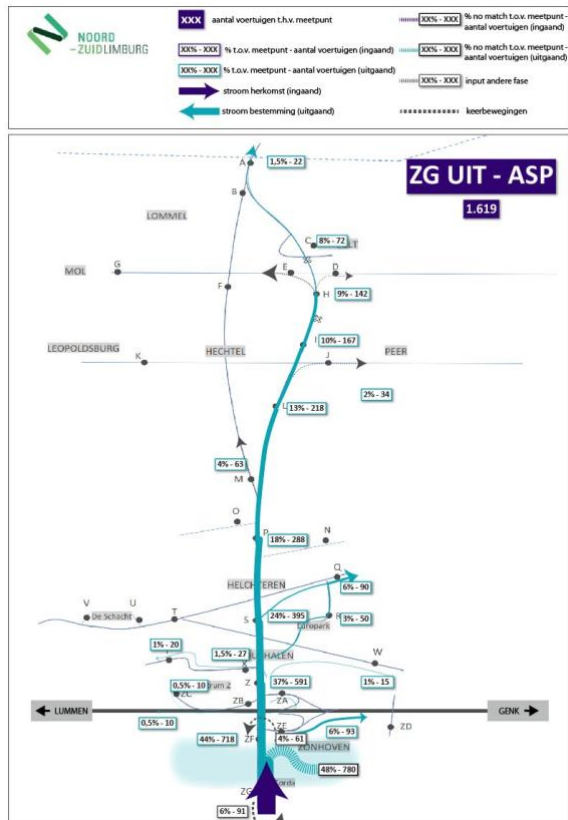 NOORD
-ZUIDLIMBURG
XXX aantal voertuigen t.h.v. meetpunt
XX% - XXX % t.o.v. meetpunt - aantal voertuigen (ingaand)
XX% - XXX % t.o.v. meetpunt - aantal voertuigen (uitgaand)
stroom herkomst (ingaand)
stroom bestemming (uitgaand)
XX% - XXX % no match t.o.v. meetpunt -
aantal voertuigen (ingaand)
XX% - XXX % no match t.o.v. meetpunt -
aantal voertuigen (uitgaand)
XX% - XXX input andere fase
keerbewegingen
ZG UIT - ASP
1.619
A 1,5% - 22
B
LOMMEL
C 8% - 72
MOL G E D
F H 9% - 142
I 10% - 167
LEOPOLDSBURG HECHTEL PEER
K J
2% - 34
L 13% - 218
4% - 63
M
O
P 18% - 288 N
Q
HELCHTEREN
6% - 90
V U T S 24% - 395 R 3% - 50
De Schacht Europark
1% - 20 1,5% - 27 W
X
0,5% - 10 Z 37% - 591 1% - 15
ZC ZB ZA
LUMMEN GENK
0,5% - 10 ZE 6% - 93 ZD
44% - 718 ZF 4% - 61
ZONHOVEN
48% - 780
ZG
6% - 91